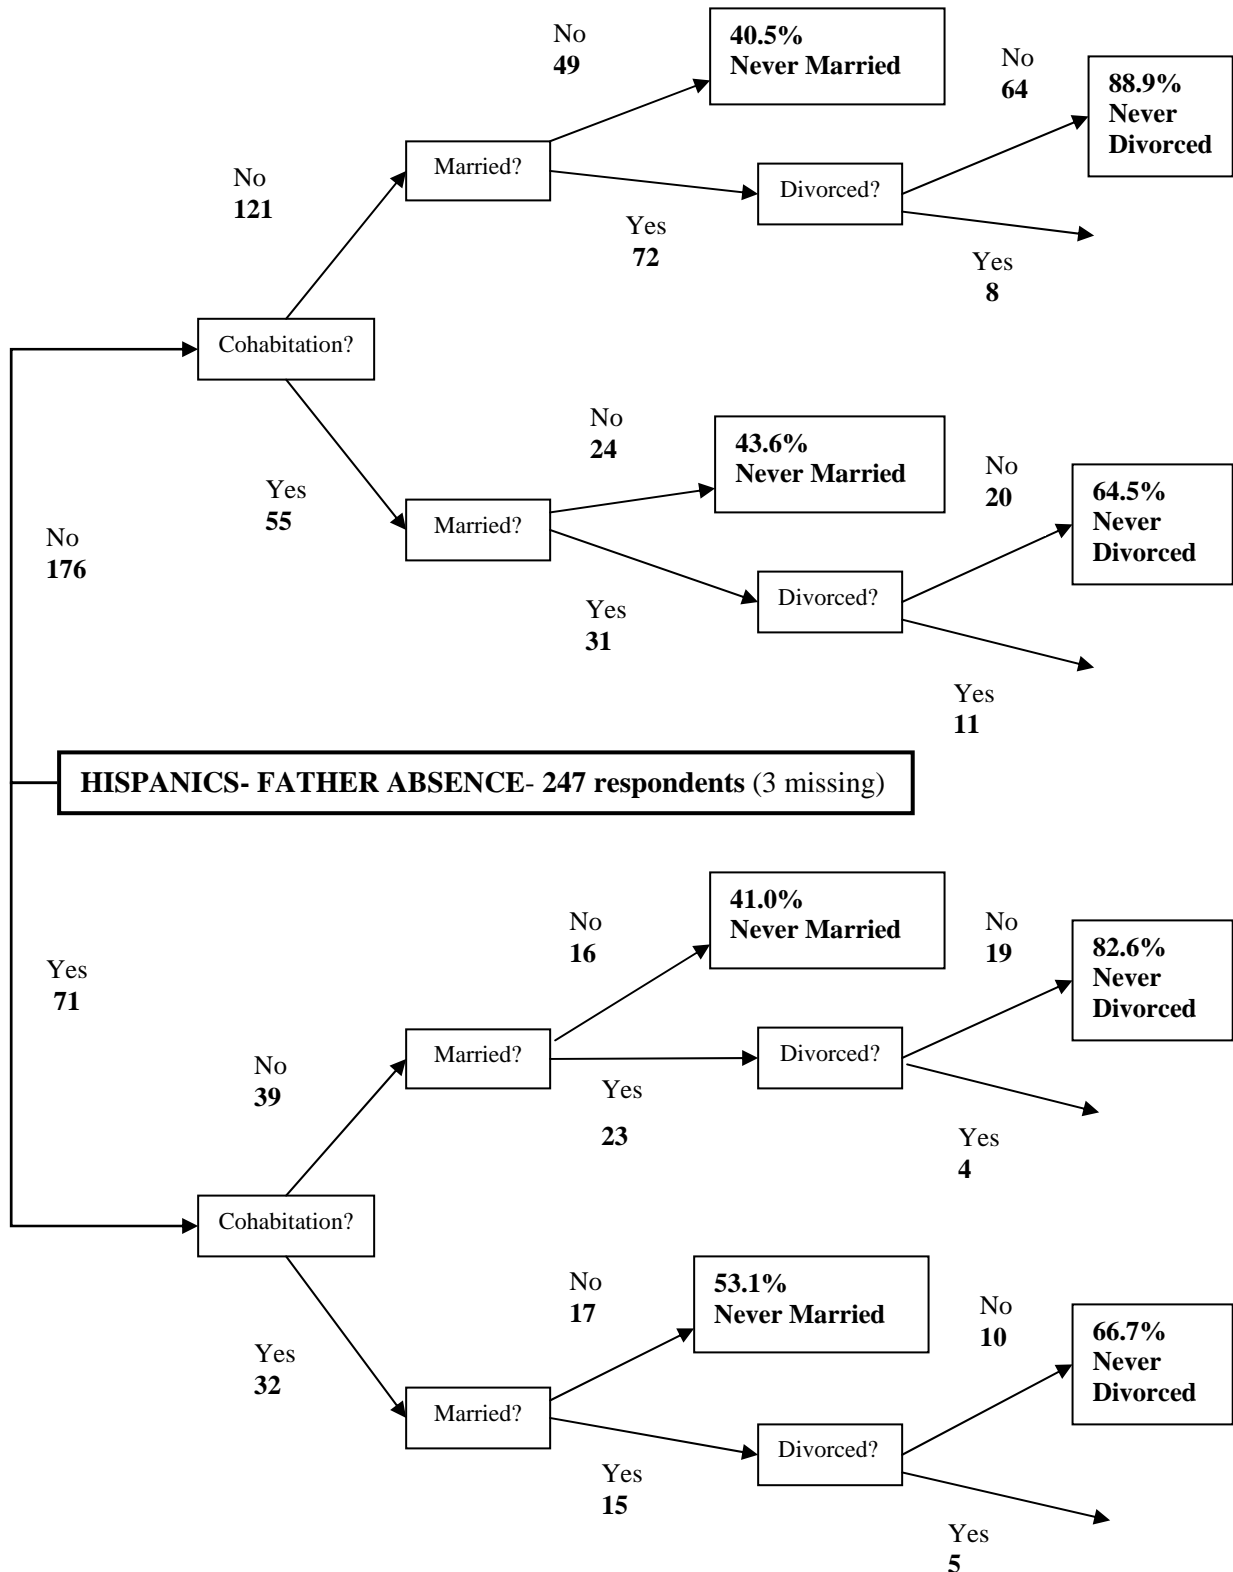 No
49
40.5%
Never Married
No
64
88.9%
Never
Divorced
Married?
Divorced?
No
121
Yes
72
Yes
8
Cohabitation?
No
24
43.6%
Never Married
No
20
64.5%
Never
Divorced
Yes
55
Married?
No
176
Divorced?
Yes
31
Yes
11
HISPANICS- FATHER ABSENCE- 247 respondents (3 missing)
No
16
41.0%
Never Married
No
19
82.6%
Never
Divorced
Yes
71
Married?
Divorced?
No
39
Yes
23
Yes
4
Cohabitation?
No
17
53.1%
Never Married
No
10
66.7%
Never
Divorced
Yes
32
Married?
Divorced?
Yes
15
Yes
5